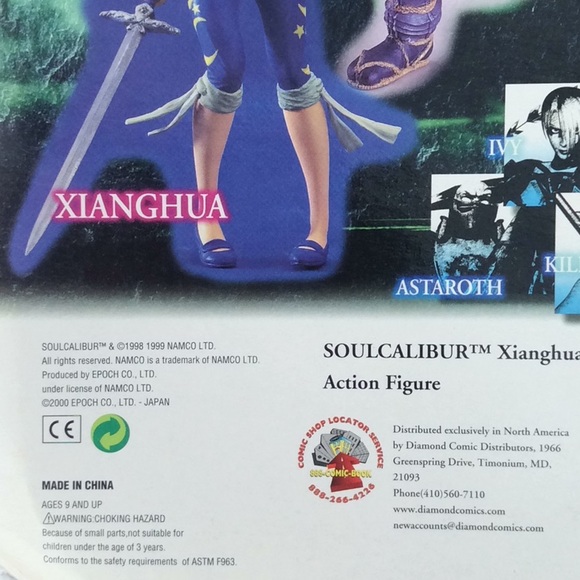 IVY
XIANGHUA
KIL
ASTAROTH
SOULCALIBUR™ & ©1998 1999 NAMCO LTD.
All rights reserved. NAMCO is a trademark of NAMCO LTD.
Produced by EPOCH CO., LTD.
under license of NAMCO LTD.
©2000 EPOCH CO., LTD. - JAPAN
CE
MADE IN CHINA
AGES 9 AND UP
⚠WARNING:CHOKING HAZARD
Because of small parts,not suitable for
children under the age of 3 years.
Conforms to the safety requirements of ASTM F963.
SOULCALIBUR™ Xianghua
Action Figure
COMIC SHOP LOCATOR SERVICE
888-COMIC-BOOK
888-266-4226
Distributed exclusively in North America
by Diamond Comic Distributors, 1966
Greenspring Drive, Timonium, MD.
21093
Phone(410)560-7110
www.diamondcomics.com
newaccounts@diamondcomics.com